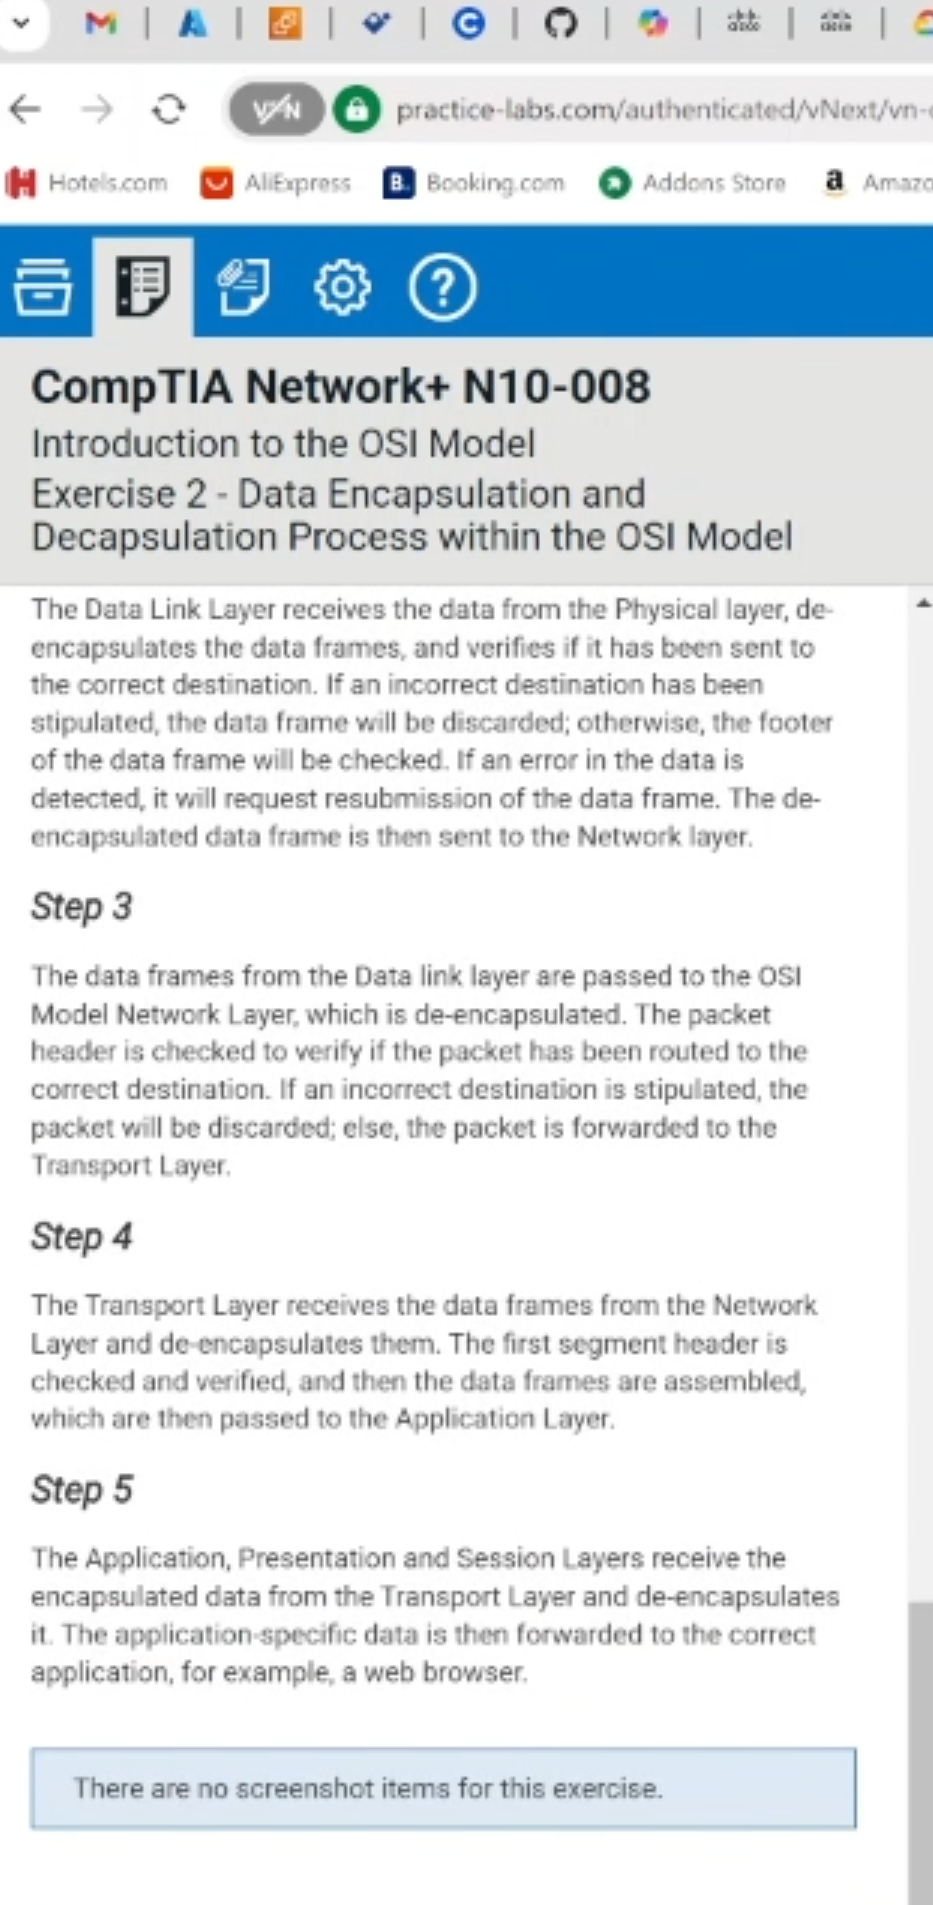 VPN practice-labs.com/authenticated/vNext/vn-
Hotels.com AliExpress B. Booking.com Addons Store a Amazo
CompTIA Network+ N10-008
Introduction to the OSI Model
Exercise 2 - Data Encapsulation and
Decapsulation Process within the OSI Model
The Data Link Layer receives the data from the Physical layer, de-
encapsulates the data frames, and verifies if it has been sent to
the correct destination. If an incorrect destination has been
stipulated, the data frame will be discarded; otherwise, the footer
of the data frame will be checked. If an error in the data is
detected, it will request resubmission of the data frame. The de-
encapsulated data frame is then sent to the Network layer.
Step 3
The data frames from the Data link layer are passed to the OSI
Model Network Layer, which is de-encapsulated. The packet
header is checked to verify if the packet has been routed to the
correct destination. If an incorrect destination is stipulated, the
packet will be discarded; else, the packet is forwarded to the
Transport Layer.
Step 4
The Transport Layer receives the data frames from the Network
Layer and de-encapsulates them. The first segment header is
checked and verified, and then the data frames are assembled,
which are then passed to the Application Layer.
Step 5
The Application, Presentation and Session Layers receive the
encapsulated data from the Transport Layer and de-encapsulates
it. The application-specific data is then forwarded to the correct
application, for example, a web browser.
There are no screenshot items for this exercise.